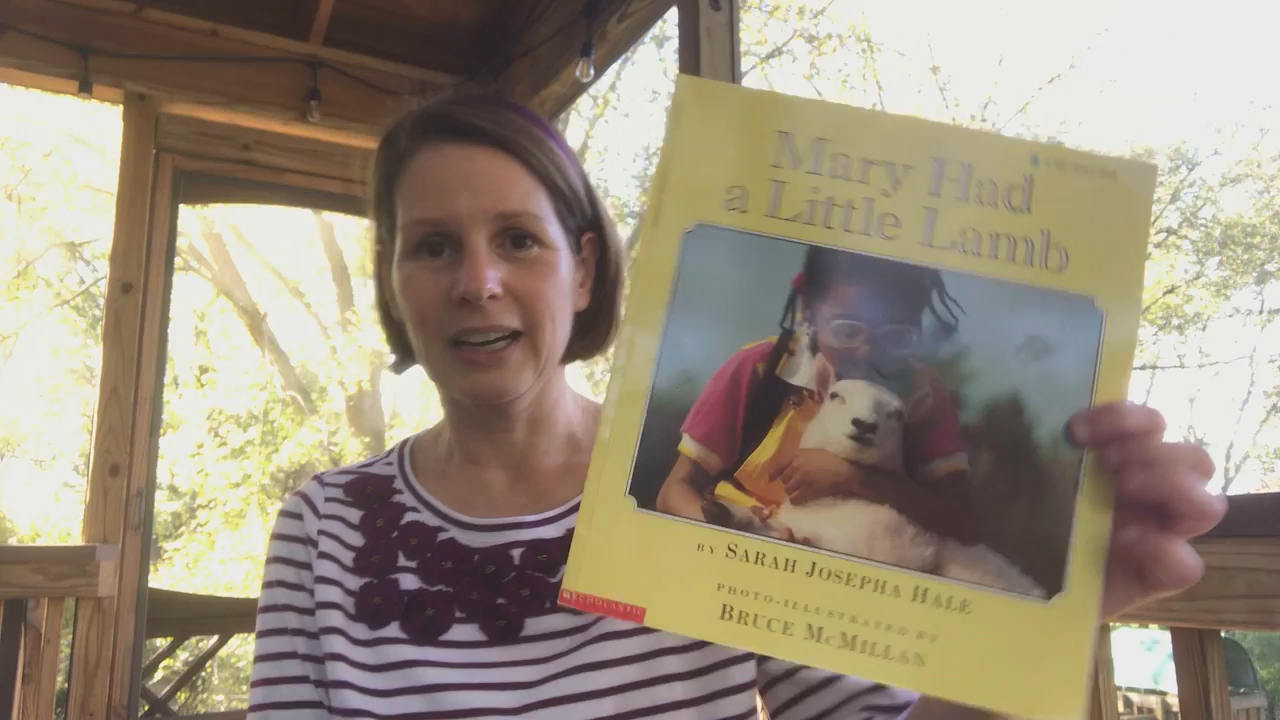 Mary Had
a Little Lamb
BY SARAH JOSEPHA HALE
PHOTO-ILLUSTRATED BY
BRUCE MCMILLAN
SCHOLASTIC